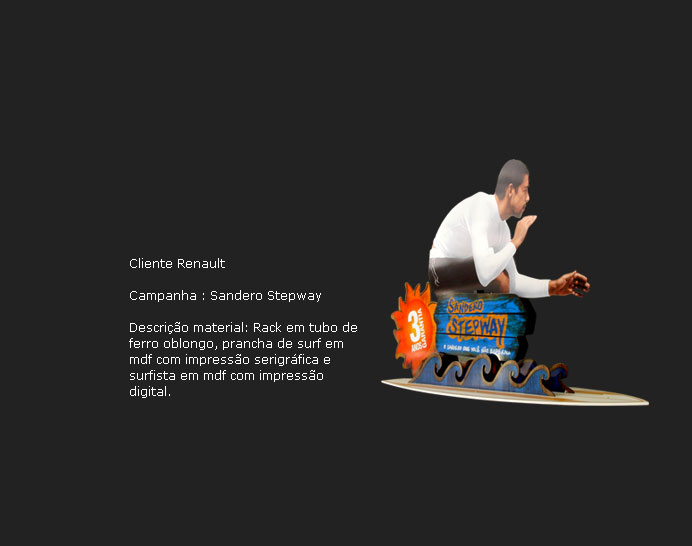 Cliente Renault
Campanha : Sandero Stepway
Descrição material: Rack em tubo de
ferro oblongo, prancha de surf em
mdf com impressão serigráfica e
surfista em mdf com impressão
digital.
3
ANOS
GARANTIA
SANDERO
STEPWAY